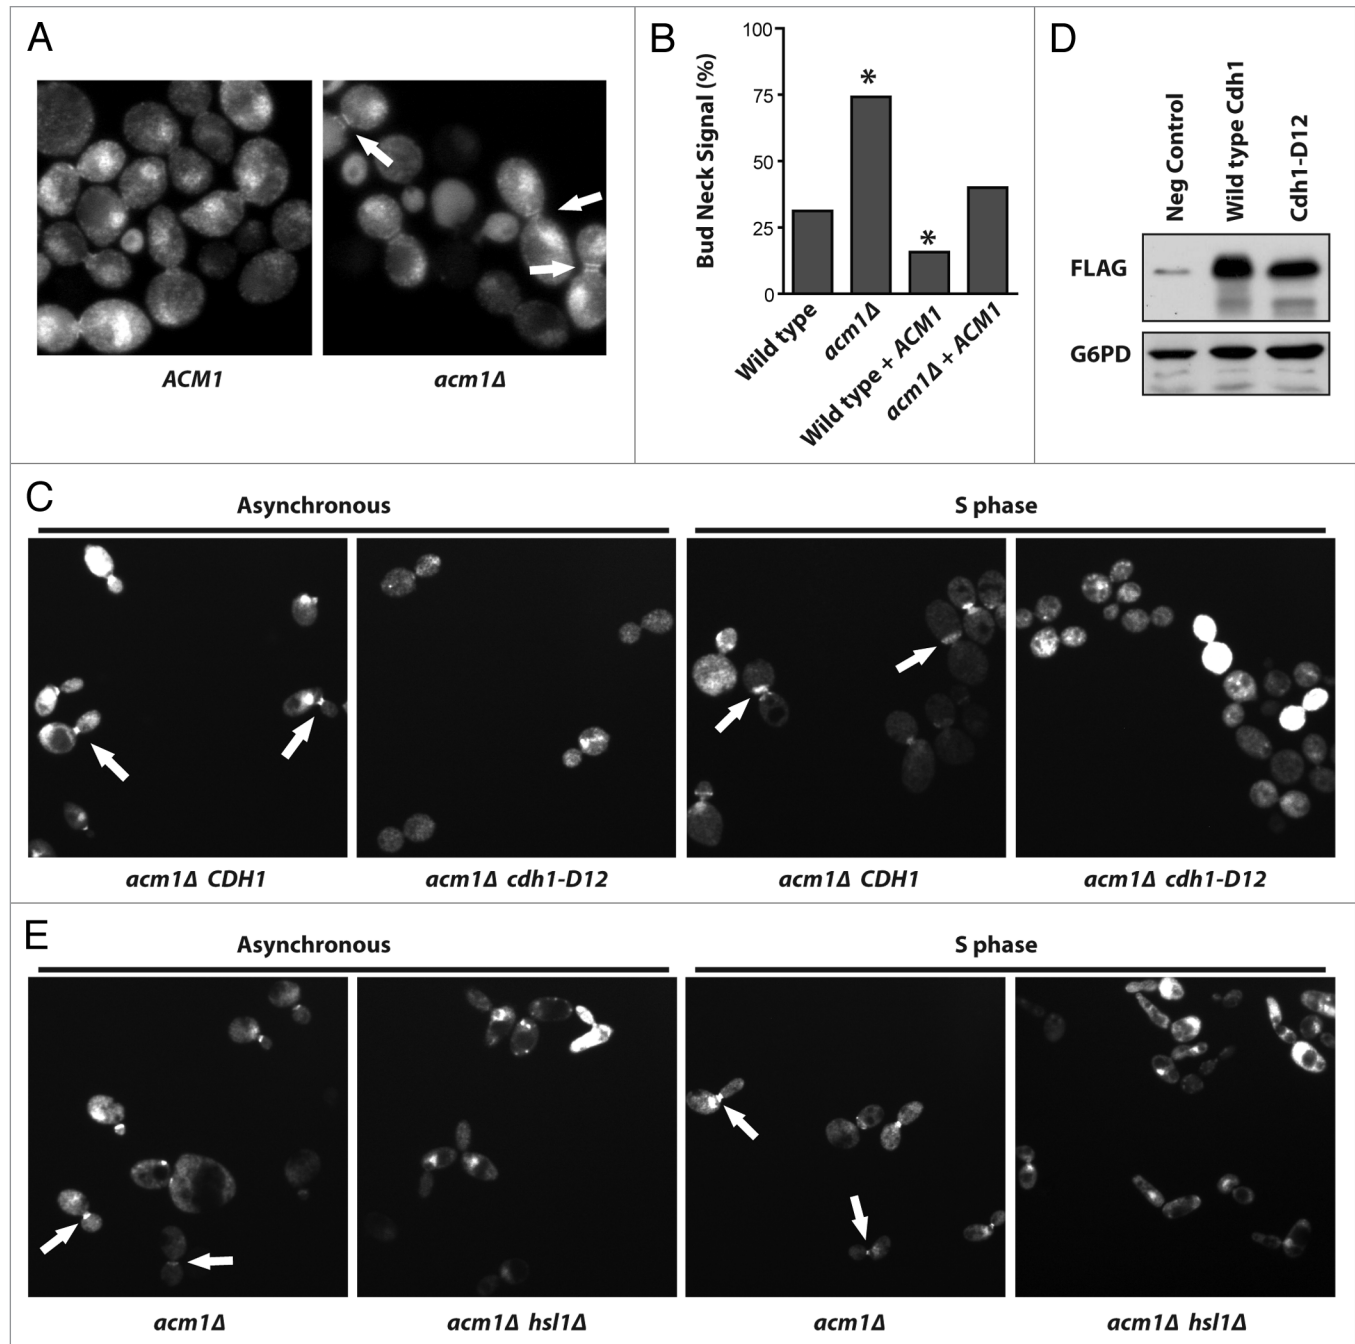 A
ACM1
acm1Δ
B
Bud Neck Signal (%)
100
75
50
25
0
*
*
Wild type
acm1Δ
Wild type + ACM1
acm1Δ + ACM1
D
Neg Control
Wild type Cdh1
Cdh1-D12
FLAG
G6PD
C
Asynchronous
S phase
acm1Δ CDH1
acm1Δ cdh1-D12
acm1Δ CDH1
acm1Δ cdh1-D12
E
Asynchronous
S phase
acm1Δ
acm1Δ hsl1Δ
acm1Δ
acm1Δ hsl1Δ